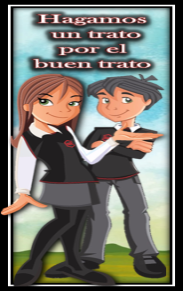 Hagamos
un trato
por el
buen trato